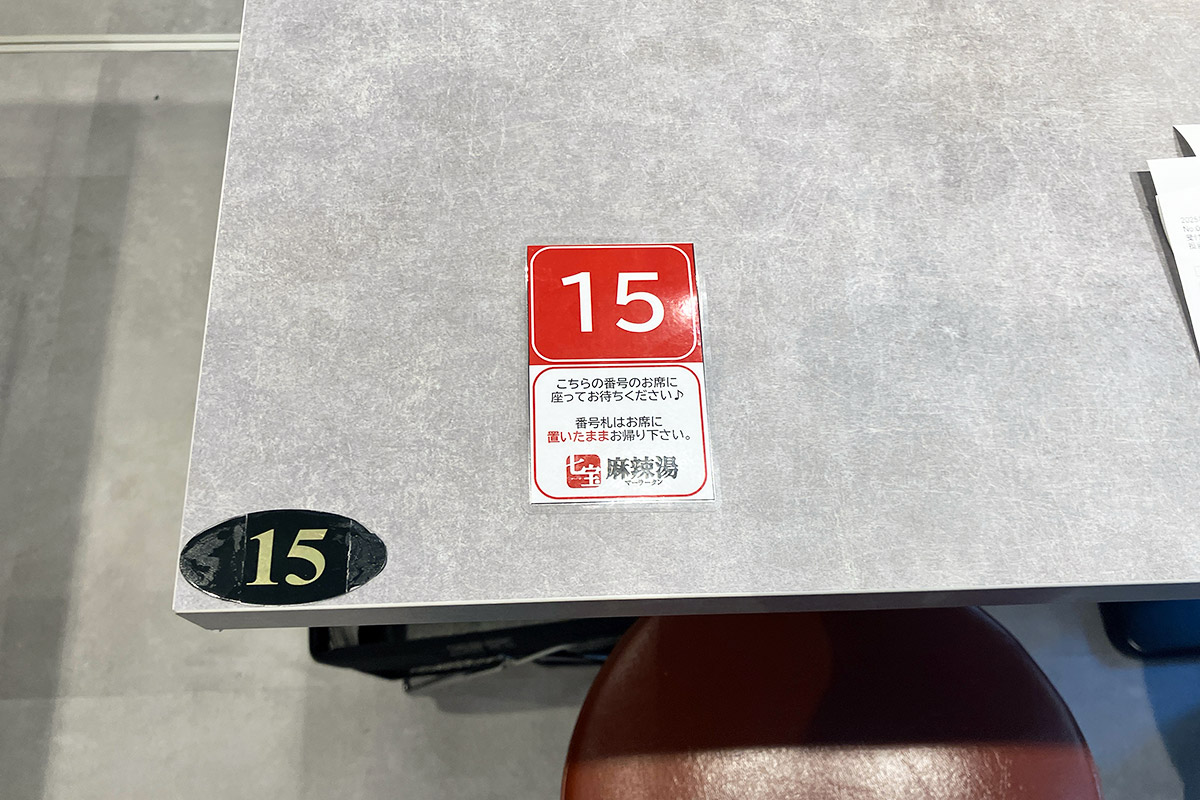 15
こちらの番号のお席に
座ってお待ちください♪
番号札はお席に
置いたままお帰り下さい。
七宝 麻辣湯
マーラータン
15